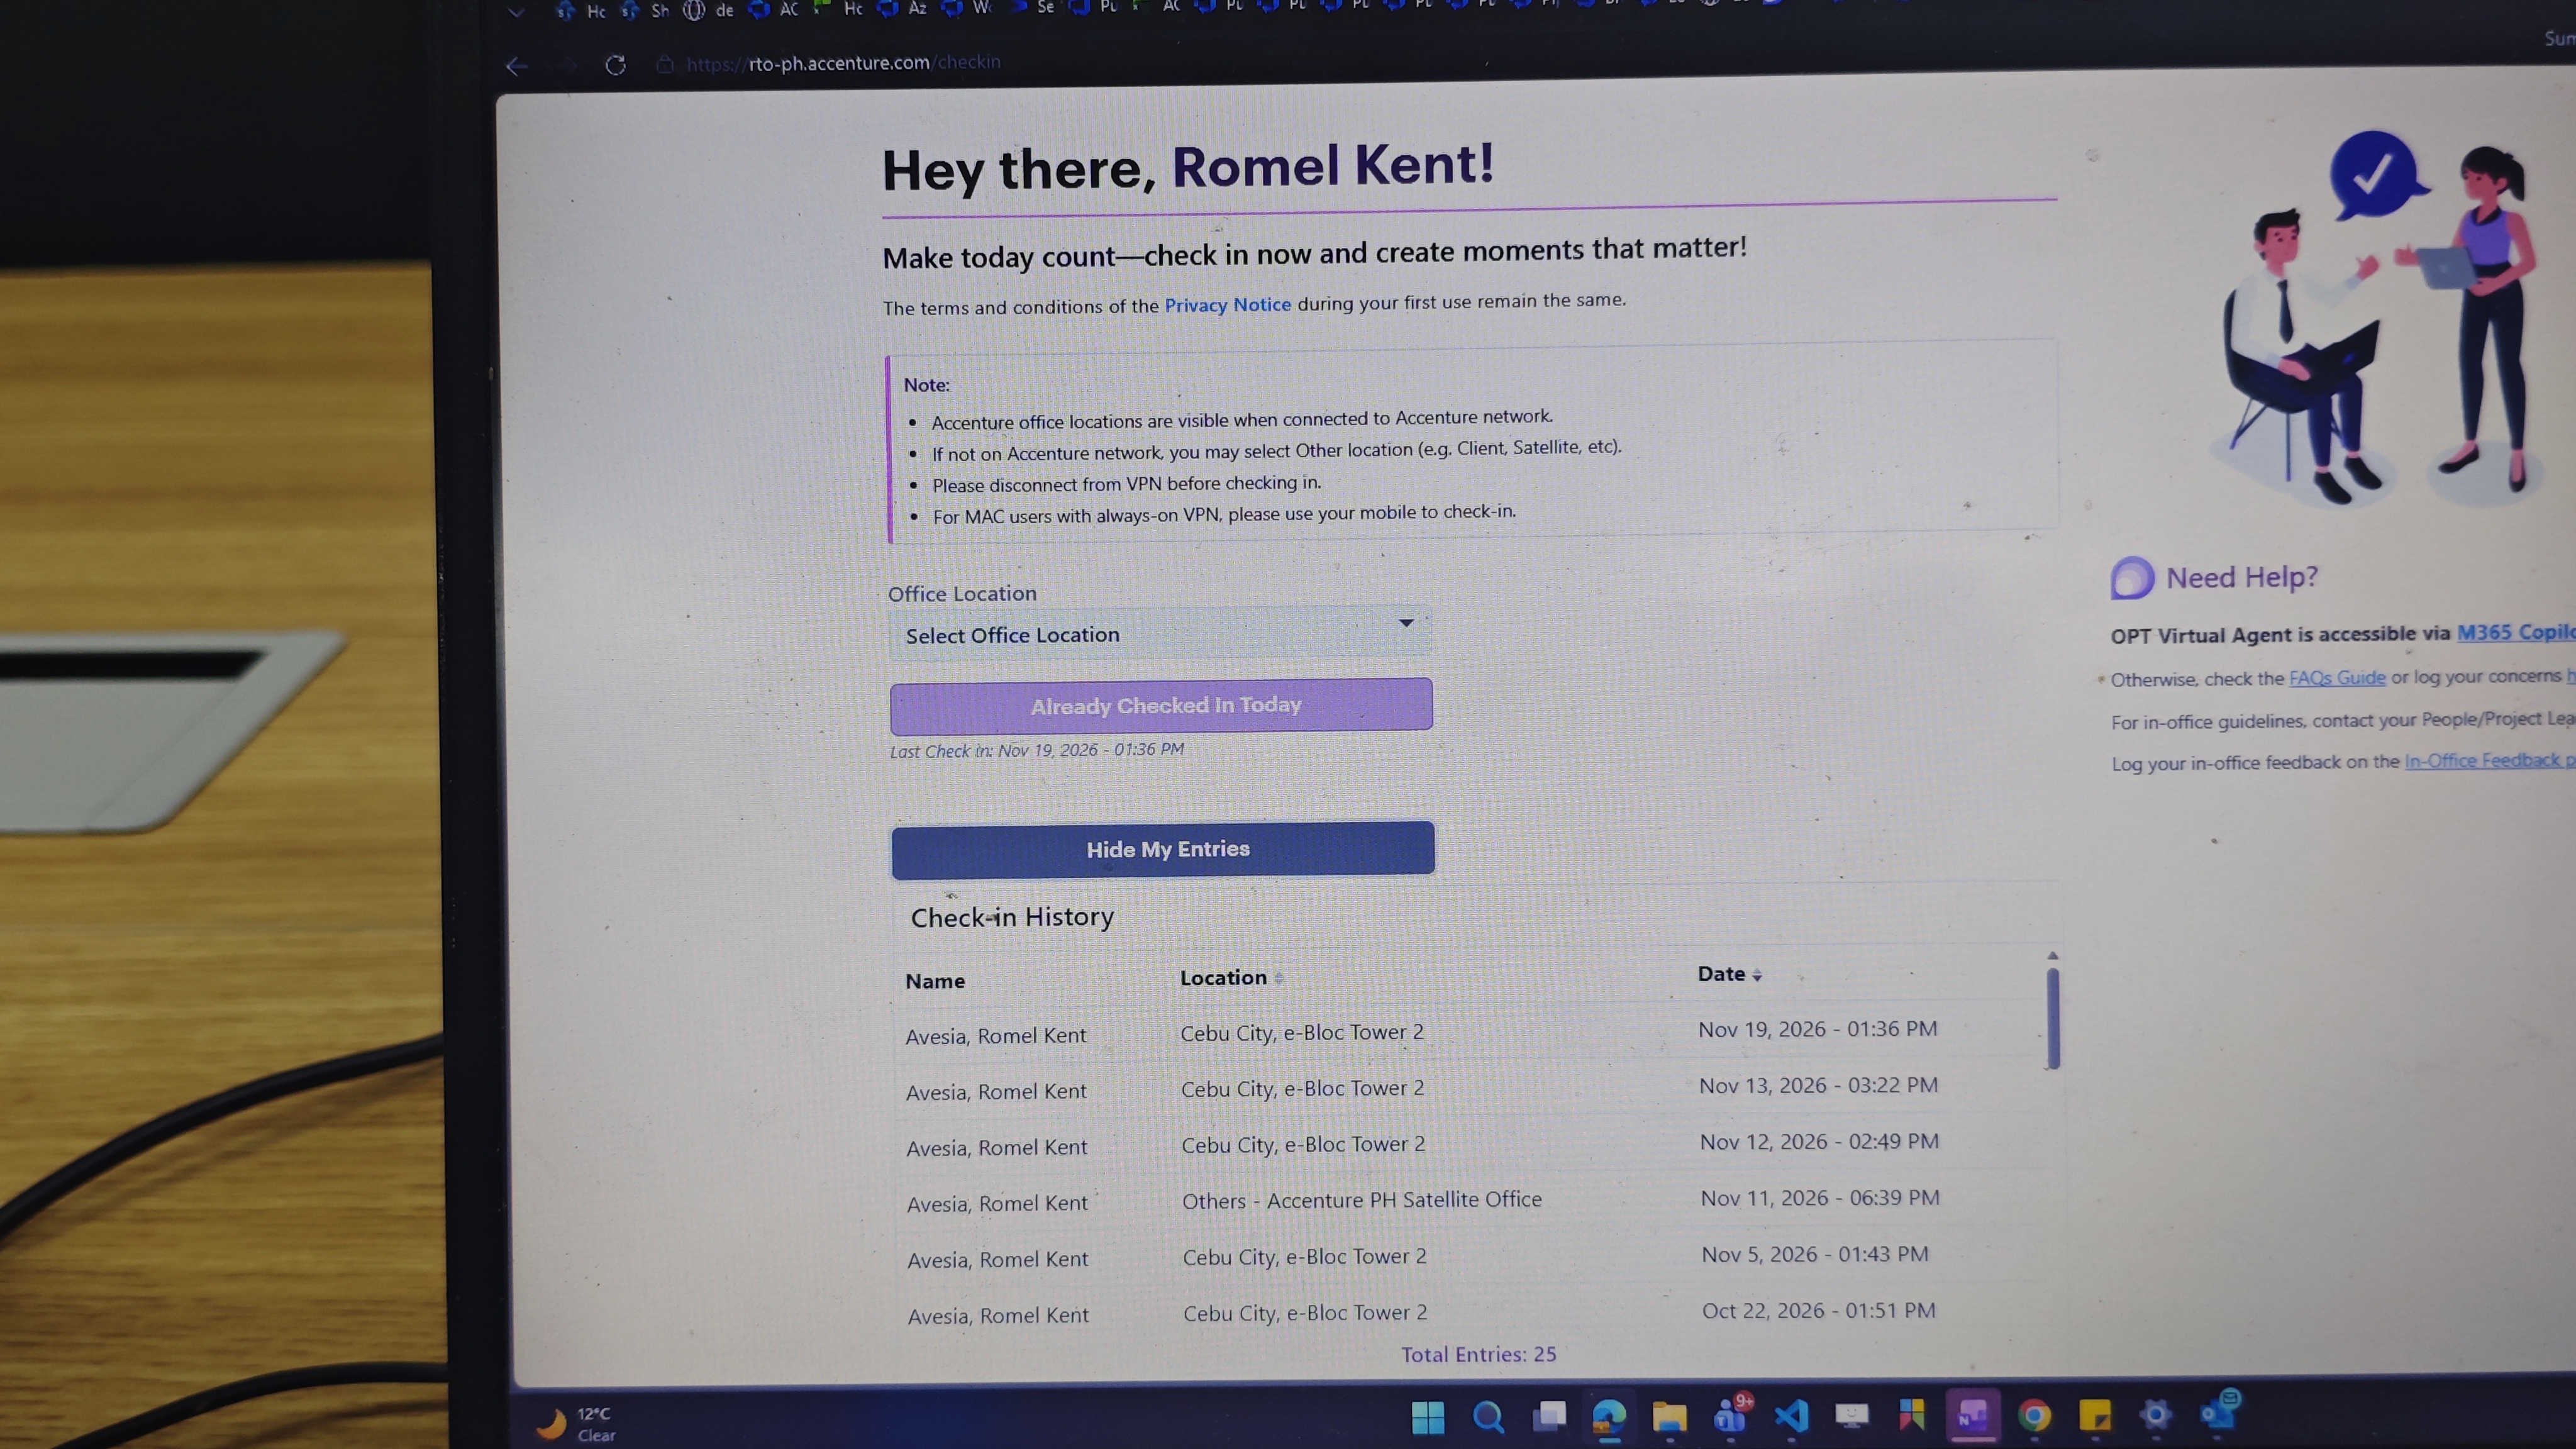 Hc
Sh
de
AC
Hc
Az
Se
AC
https://rto-ph.accenture.com/checkin
Hey there, Romel Kent!
Make today count—check in now and create moments that matter!
The terms and conditions of the Privacy Notice during your first use remain the same.
Note:
• Accenture office locations are visible when connected to Accenture network.
• If not on Accenture network, you may select Other location (e.g. Client, Satellite, etc).
• Please disconnect from VPN before checking in.
• For MAC users with always-on VPN, please use your mobile to check-in.
Office Location
Select Office Location
Already Checked In Today
Last Check in: Nov 19, 2026 - 01:36 PM
Hide My Entries
Need Help?
OPT Virtual Agent is accessible via M365
Otherwise, check the FAQs Guide or log your concerns
For in-office guidelines, contact your People/Project
Log your in-office feedback on the In-Office Feedback
Check-in History
Name Location Date
Avesia, Romel Kent Cebu City, e-Bloc Tower 2 Nov 19, 2026 - 01:36 PM
Avesia, Romel Kent Cebu City, e-Bloc Tower 2 Nov 13, 2026 - 03:22 PM
Avesia, Romel Kent Cebu City, e-Bloc Tower 2 Nov 12, 2026 - 02:49 PM
Avesia, Romel Kent Others - Accenture PH Satellite Office Nov 11, 2026 - 06:39 PM
Avesia, Romel Kent Cebu City, e-Bloc Tower 2 Nov 5, 2026 - 01:43 PM
Avesia, Romel Kent Cebu City, e-Bloc Tower 2 Oct 22, 2026 - 01:51 PM
Total Entries: 25
12°C
Clear
9+